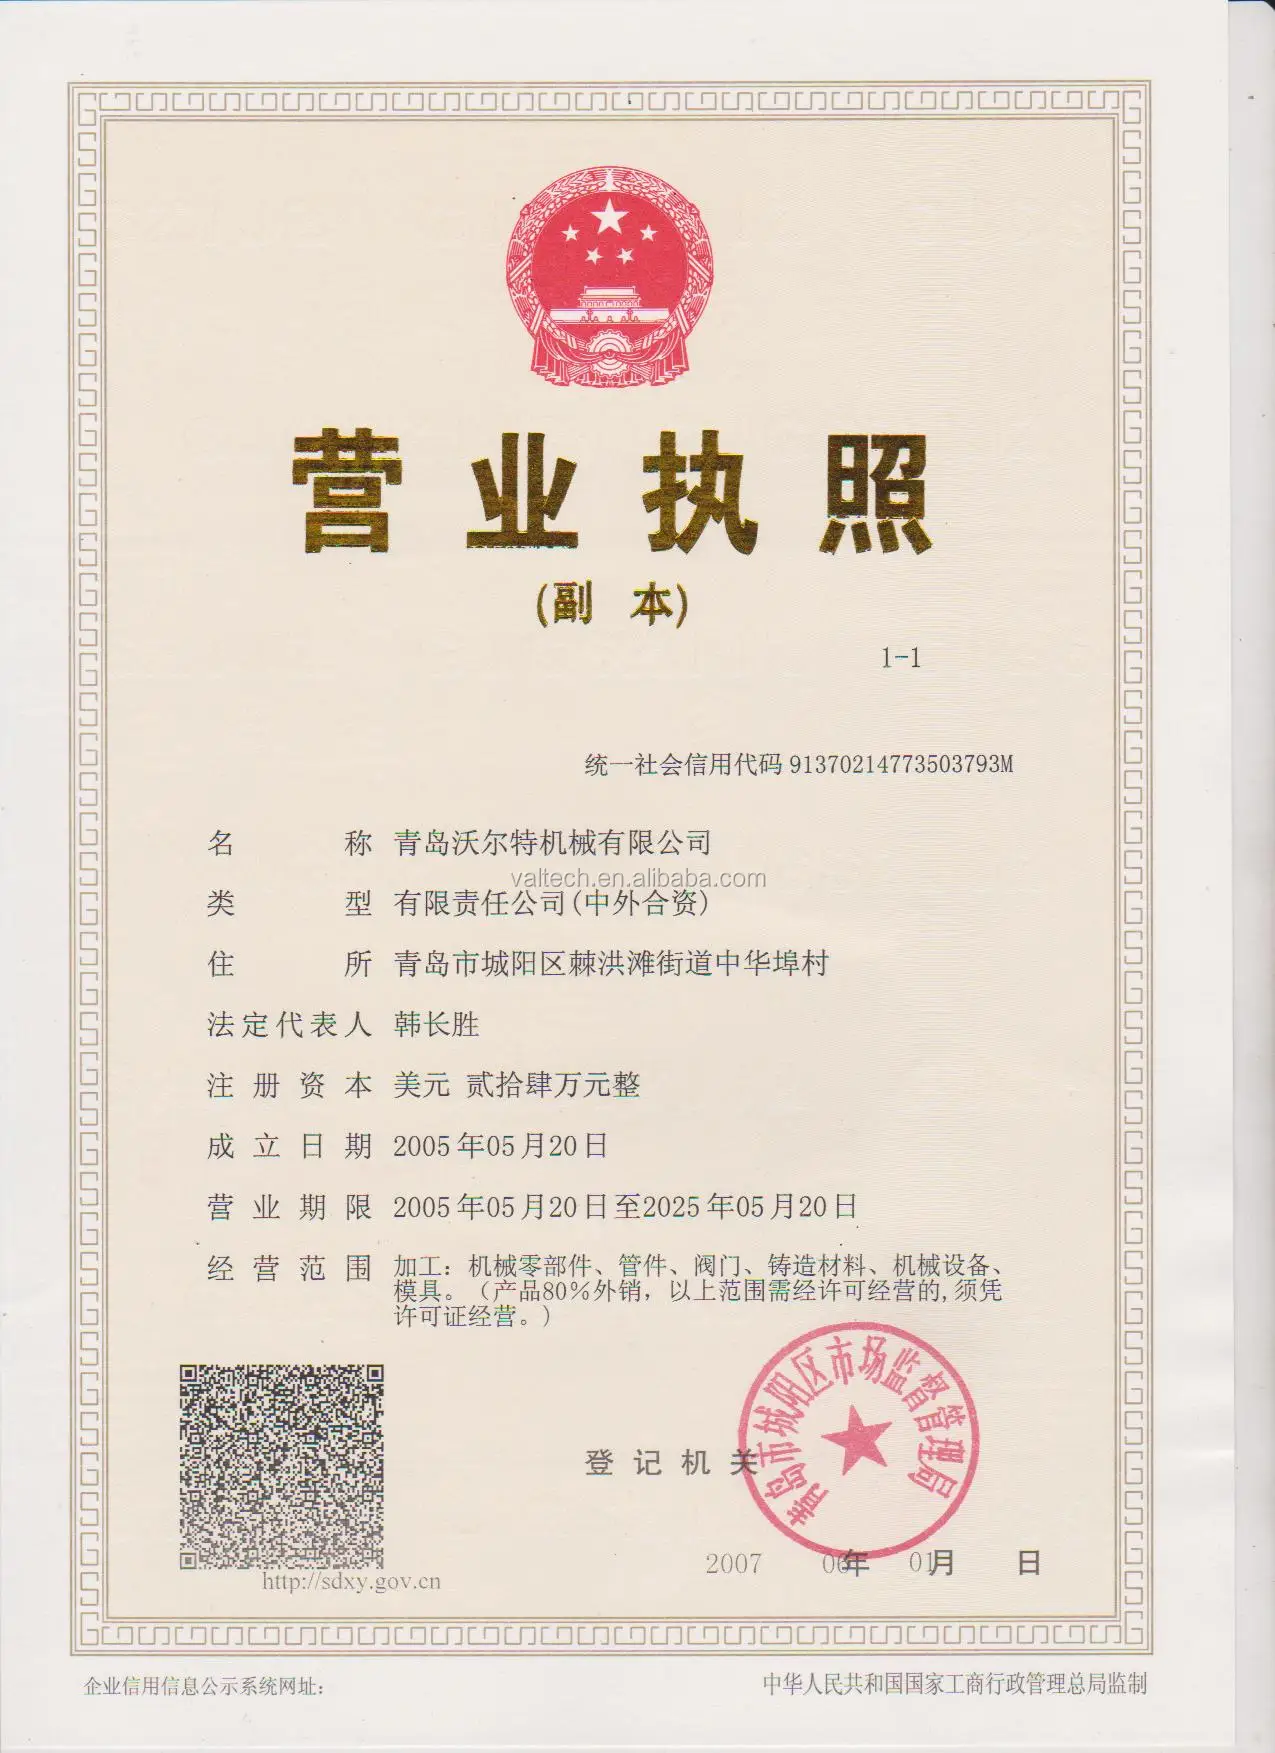 营业执照
(副 本)
1-1
统一社会信用代码 91370214773503793M
名 称 青岛沃尔特机械有限公司
valtech.en.alibaba.com
类 型 有限责任公司(中外合资)
住 所 青岛市城阳区棘洪滩街道中华埠村
法定代表人 韩长胜
注册资本 美元 贰拾肆万元整
成立日期 2005年05月20日
营业期限 2005年05月20日至2025年05月20日
经营范围 加工：机械零部件、管件、阀门、铸造材料、机械设备、
模具。（产品80%外销，以上范围需经许可经营的,须凭
许可证经营。)
青岛市城阳区市场监督管理局
登记机关
2007 06年 01月 日
http://sdxy.gov.cn
企业信用信息公示系统网址：
中华人民共和国国家工商行政管理总局监制